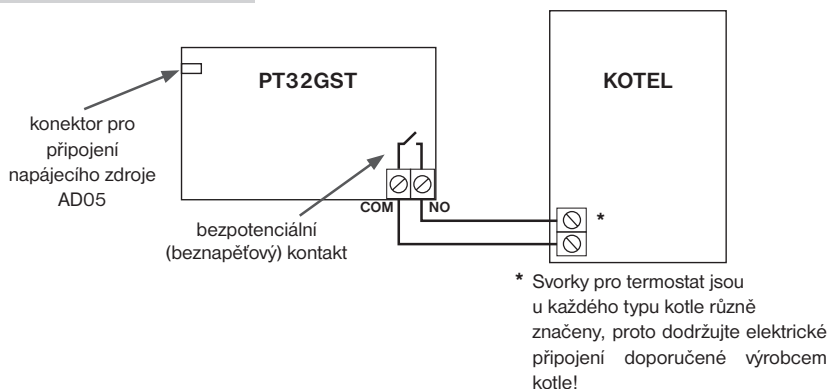 PT32GST
KOTEL
konektor pro
připojení
napájecího zdroje
AD05
COM
NO
*
bezpotenciální
(beznapěťový) kontakt
* Svorky pro termostat jsou
u každého typu kotle různě
značeny, proto dodržujte elektrické
připojení doporučené výrobcem
kotle!